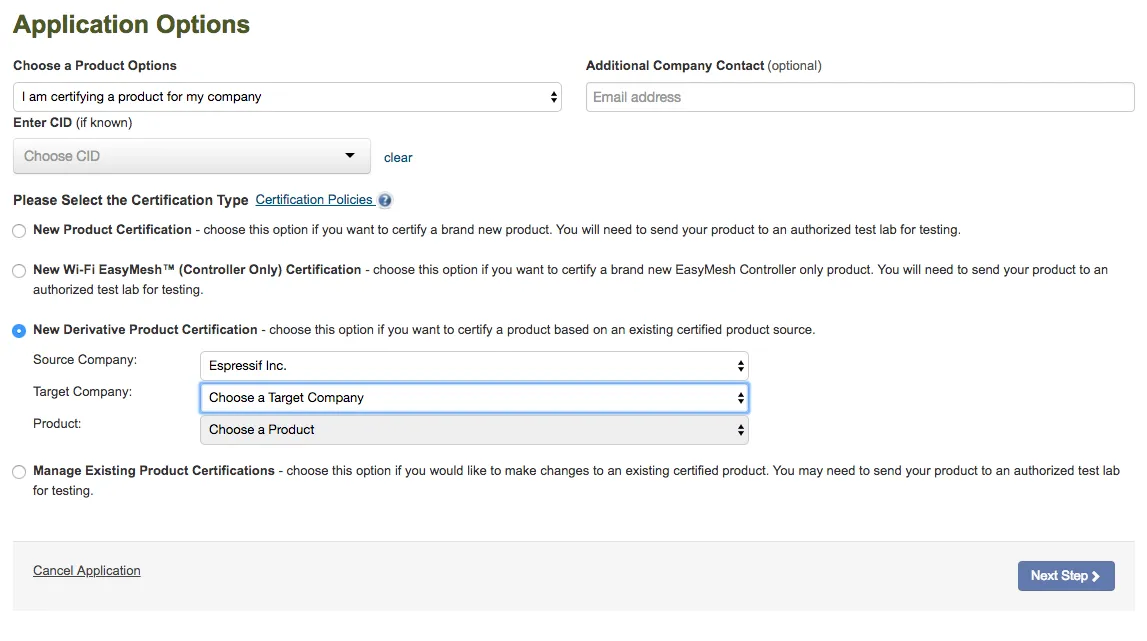 Application Options
Choose a Product Options
Additional Company Contact (optional)
I am certifying a product for my company
Email address
Enter CID (if known)
Choose CID
clear
Please Select the Certification Type Certification Policies ?
New Product Certification - choose this option if you want to certify a brand new product. You will need to send your product to an authorized test lab for testing.
New Wi-Fi EasyMesh™ (Controller Only) Certification - choose this option if you want to certify a brand new EasyMesh Controller only product. You will need to send your product to an
authorized test lab for testing.
New Derivative Product Certification - choose this option if you want to certify a product based on an existing certified product source.
Source Company:
Espressif Inc.
Target Company:
Choose a Target Company
Product:
Choose a Product
Manage Existing Product Certifications - choose this option if you would like to make changes to an existing certified product. You may need to send your product to an authorized test lab
for testing.
Cancel Application
Next Step